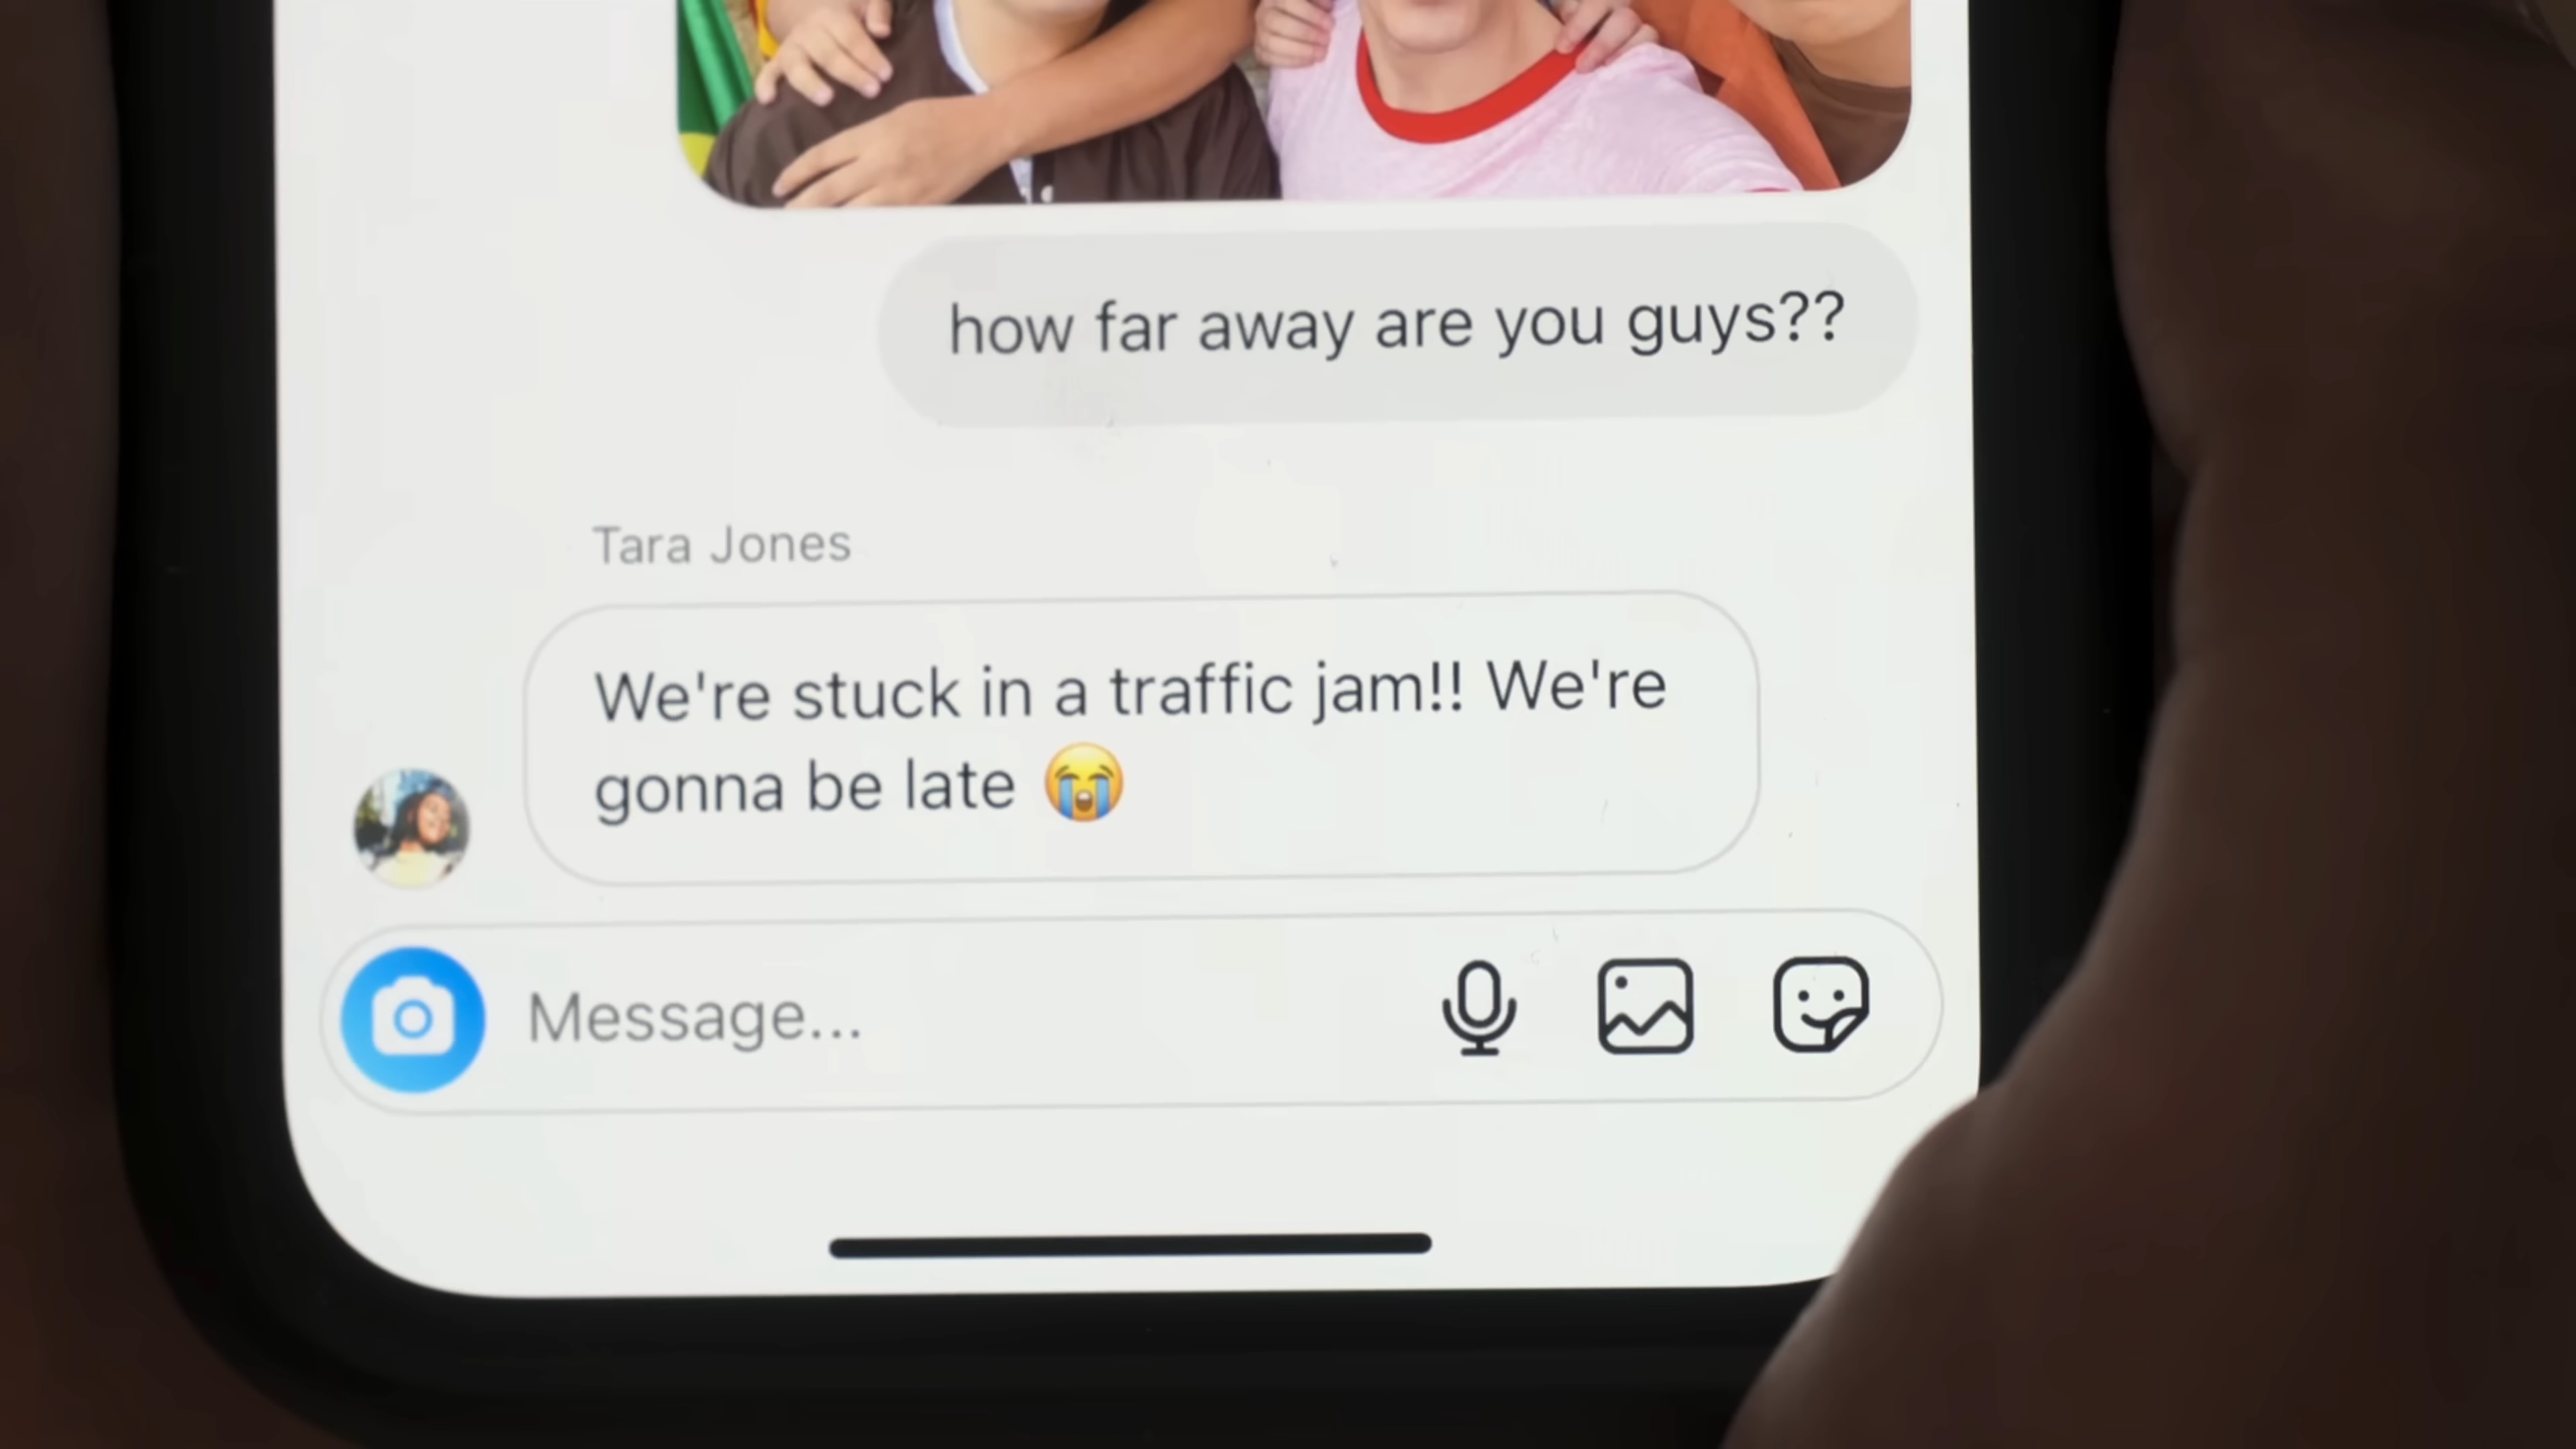 how far away are you guys??
Tara Jones
We're stuck in a traffic jam!! We're
gonna be late 😭
Message...